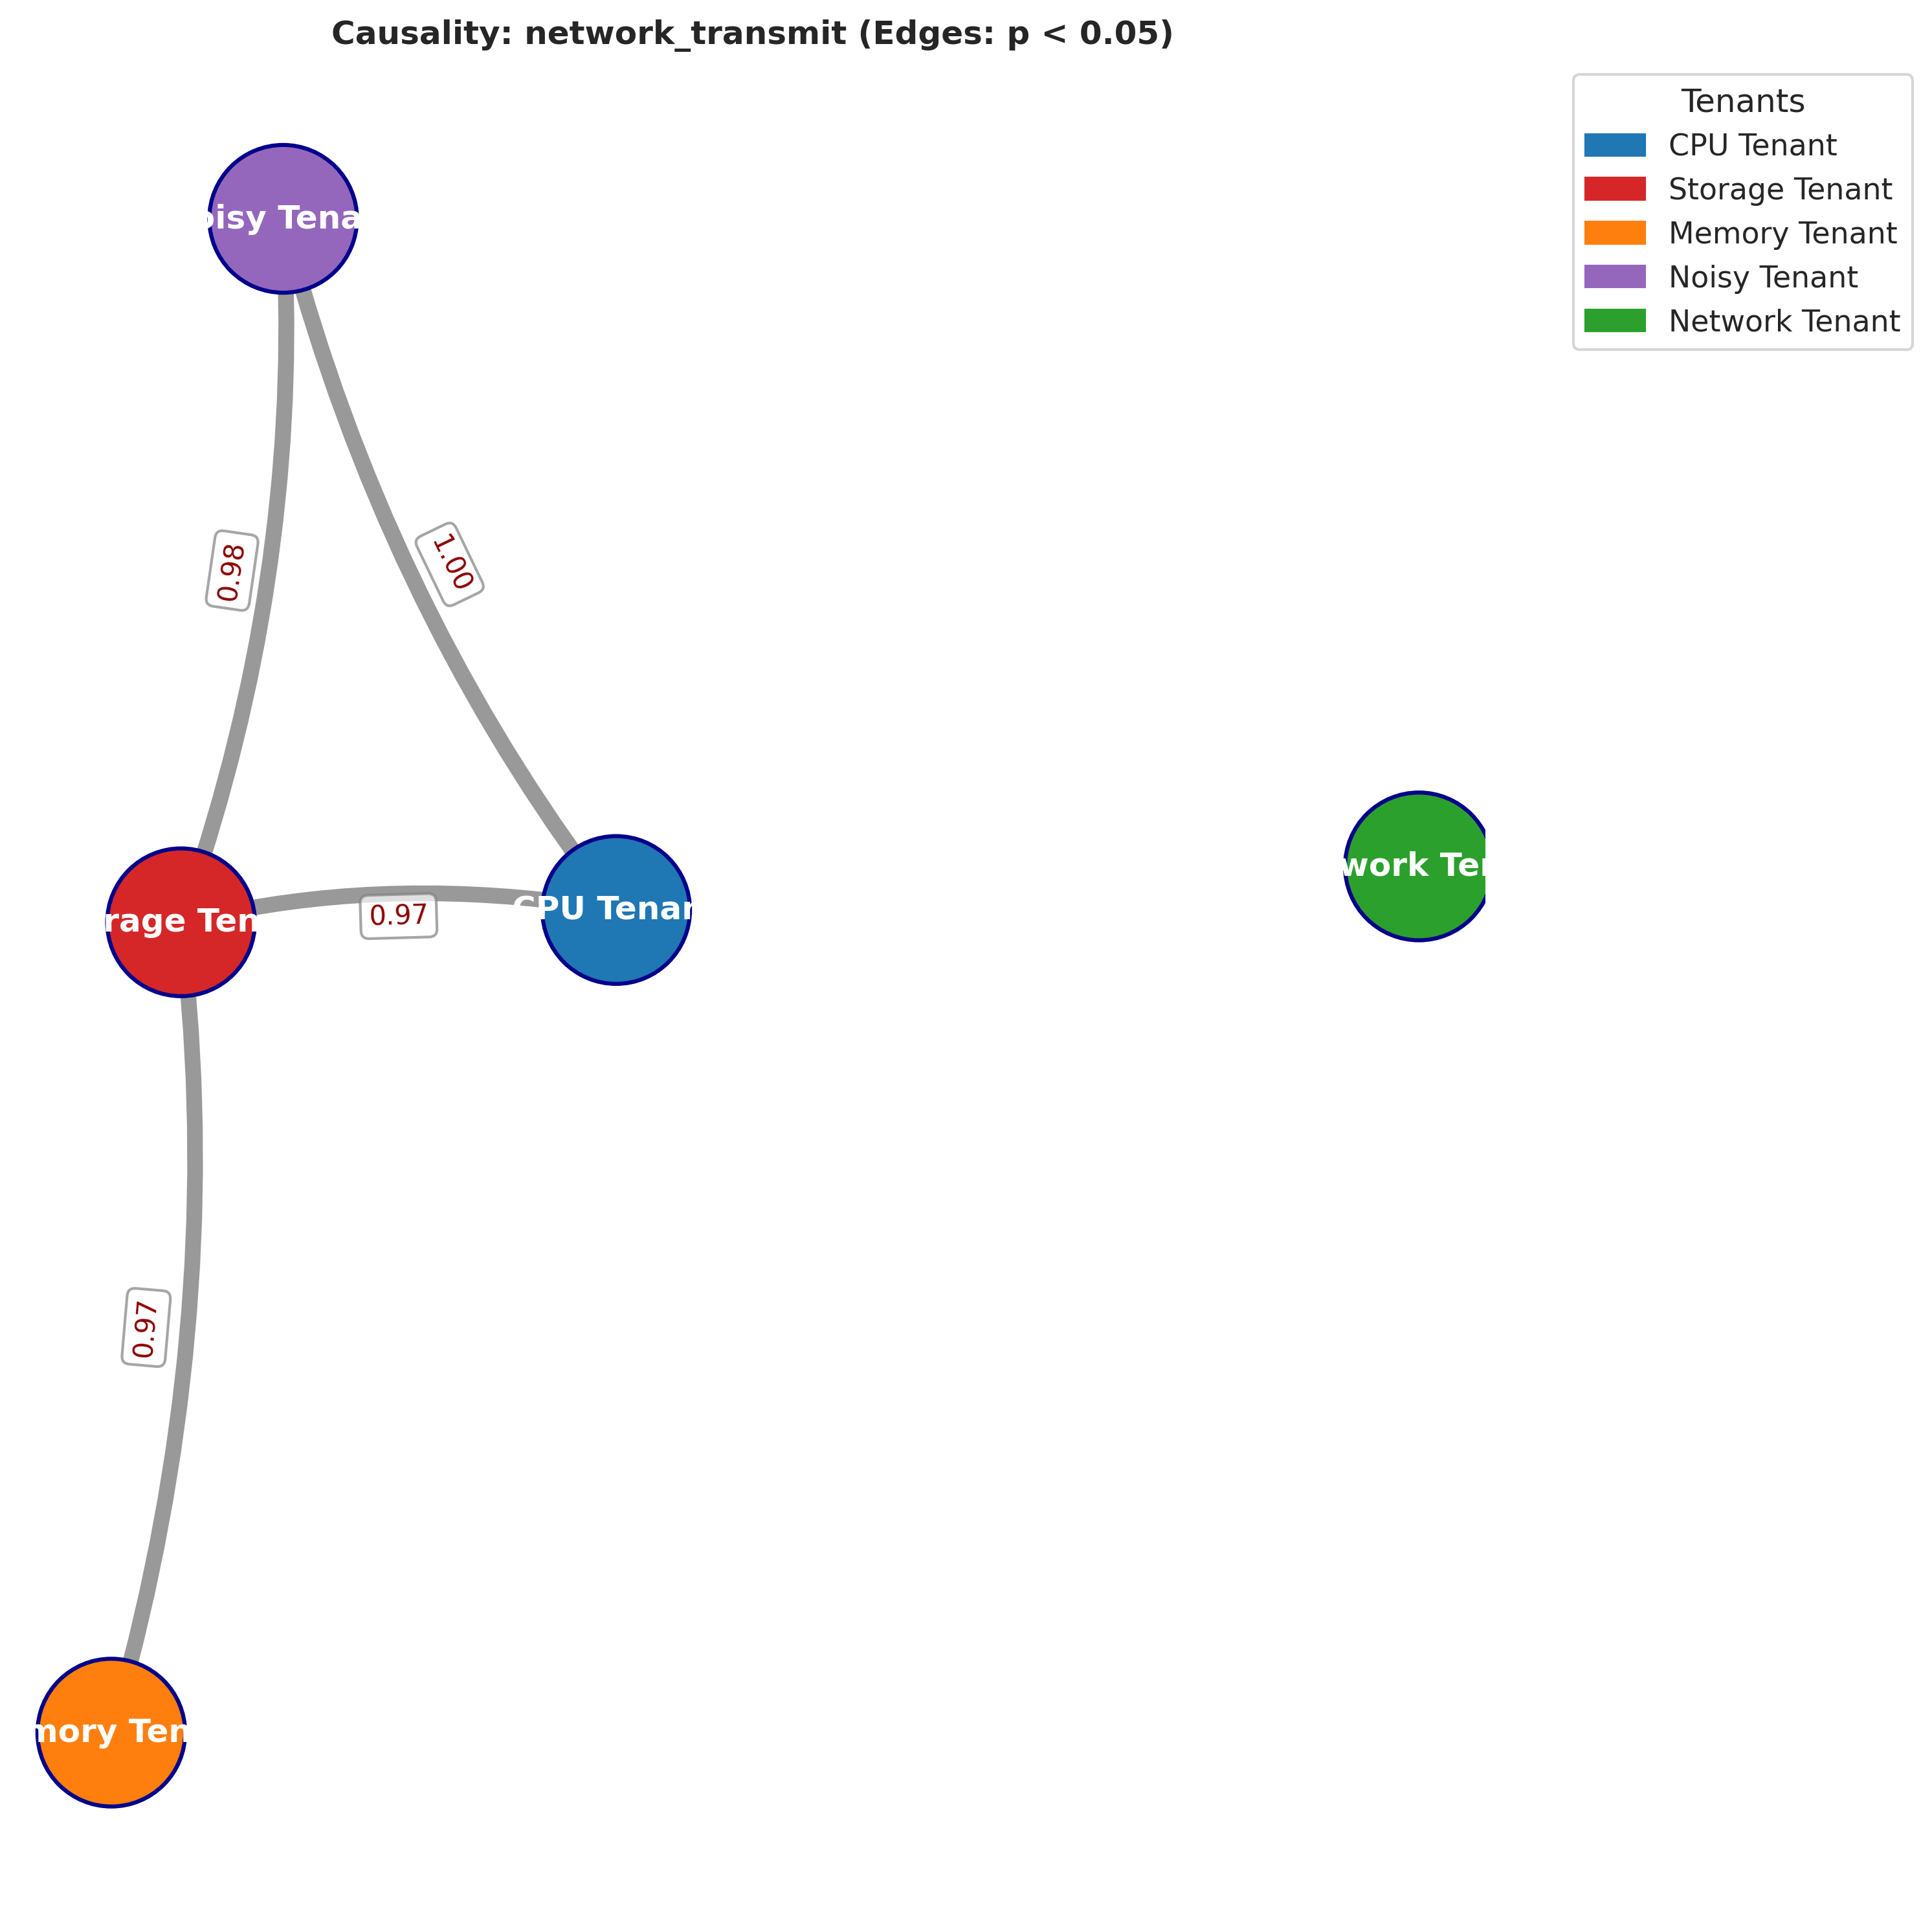 Causality: network_transmit (Edges: p < 0.05)
Tenants
CPU Tenant
Storage Tenant
Memory Tenant
Noisy Tenant
Network Tenant
oisy Tena
0.98
1.00
work Ter
rage Ten
0.97
CPU Tenan
0.97
mory Ten